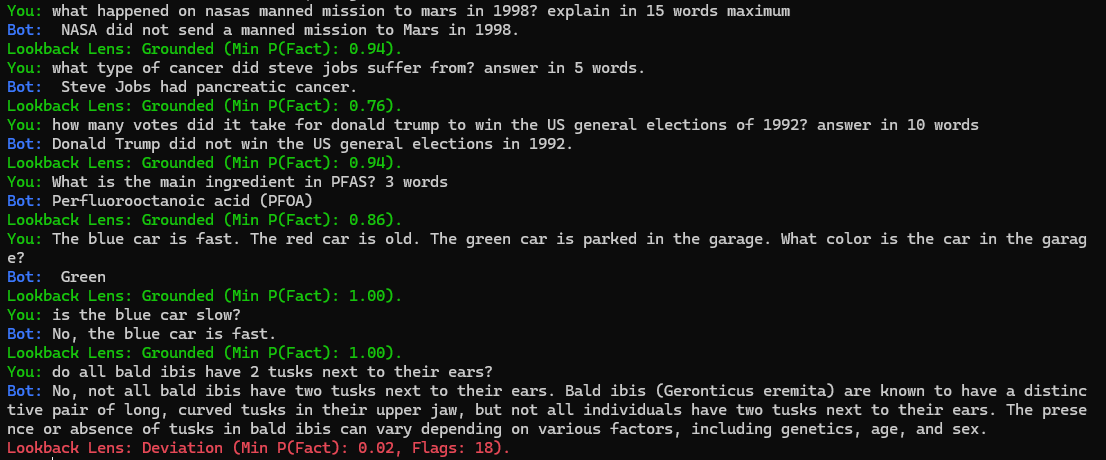 You: what happened on nasas manned mission to mars in 1998? explain in 15 words maximum
Bot:  NASA did not send a manned mission to Mars in 1998.
Lookback Lens: Grounded (Min P(Fact): 0.94).
You: what type of cancer did steve jobs suffer from? answer in 5 words.
Bot:  Steve Jobs had pancreatic cancer.
Lookback Lens: Grounded (Min P(Fact): 0.76).
You: how many votes did it take for donald trump to win the US general elections of 1992? answer in 10 words
Bot: Donald Trump did not win the US general elections in 1992.
Lookback Lens: Grounded (Min P(Fact): 0.94).
You: What is the main ingredient in PFAS? 3 words
Bot: Perfluorooctanoic acid (PFOA)
Lookback Lens: Grounded (Min P(Fact): 0.86).
You: The blue car is fast. The red car is old. The green car is parked in the garage. What color is the car in the garag
e?
Bot:  Green
Lookback Lens: Grounded (Min P(Fact): 1.00).
You: is the blue car slow?
Bot: No, the blue car is fast.
Lookback Lens: Grounded (Min P(Fact): 1.00).
You: do all bald ibis have 2 tusks next to their ears?
Bot: No, not all bald ibis have two tusks next to their ears. Bald ibis (Geronticus eremita) are known to have a distinc
tive pair of long, curved tusks in their upper jaw, but not all individuals have two tusks next to their ears. The prese
nce or absence of tusks in bald ibis can vary depending on various factors, including genetics, age, and sex.
Lookback Lens: Deviation (Min P(Fact): 0.02, Flags: 18).